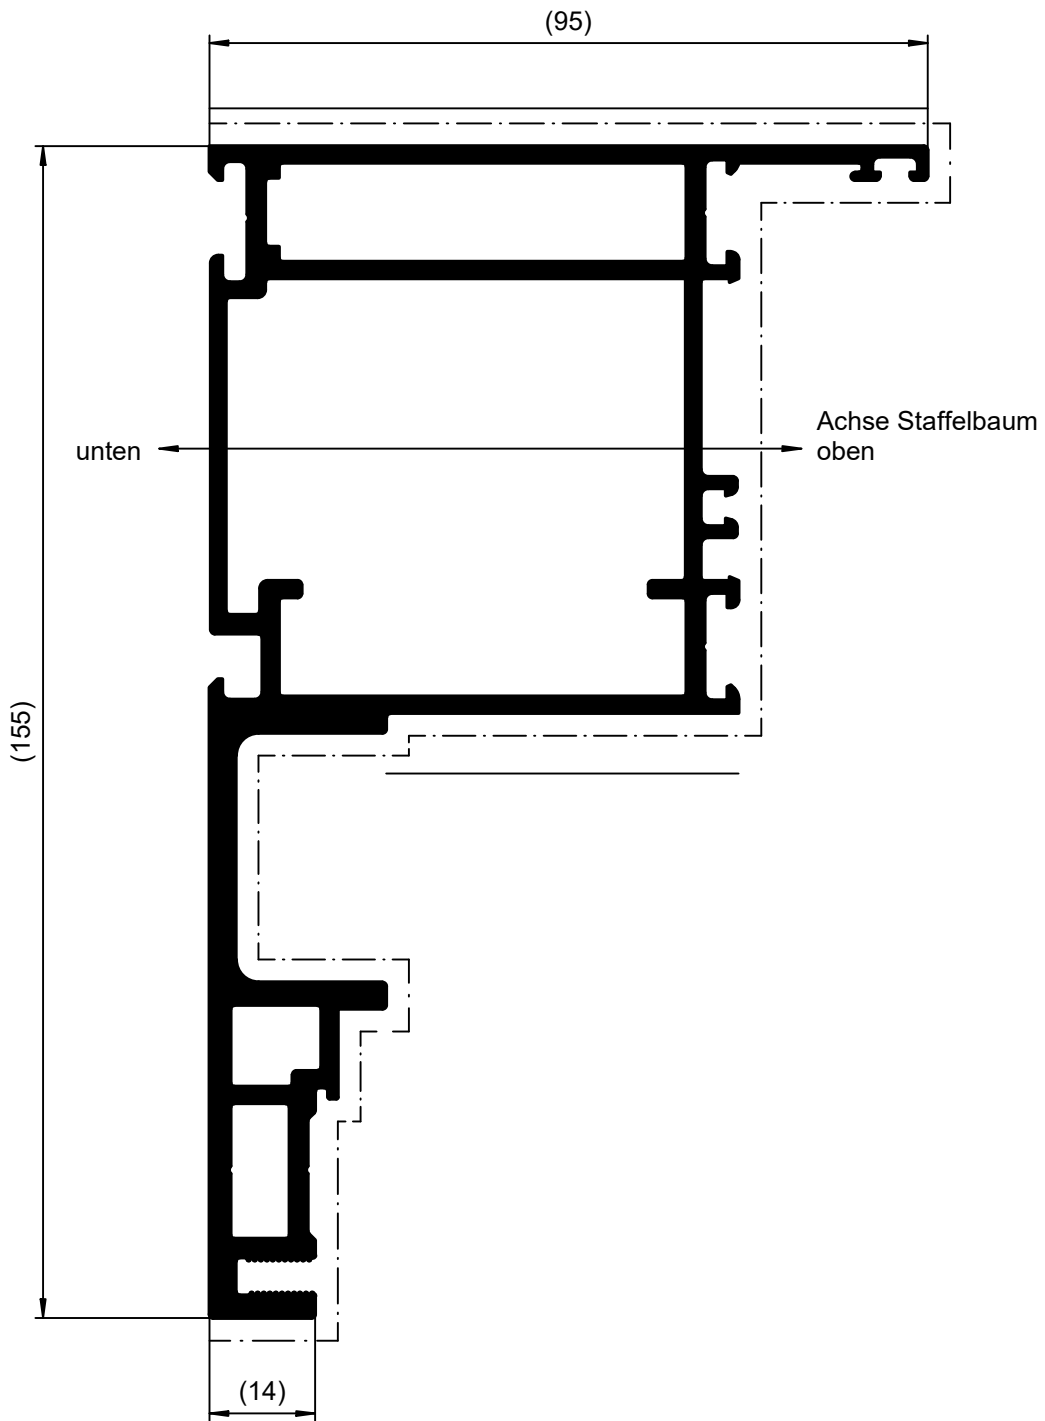 (95)
Achse Staffelbaum
unten
oben
(155)
(14)